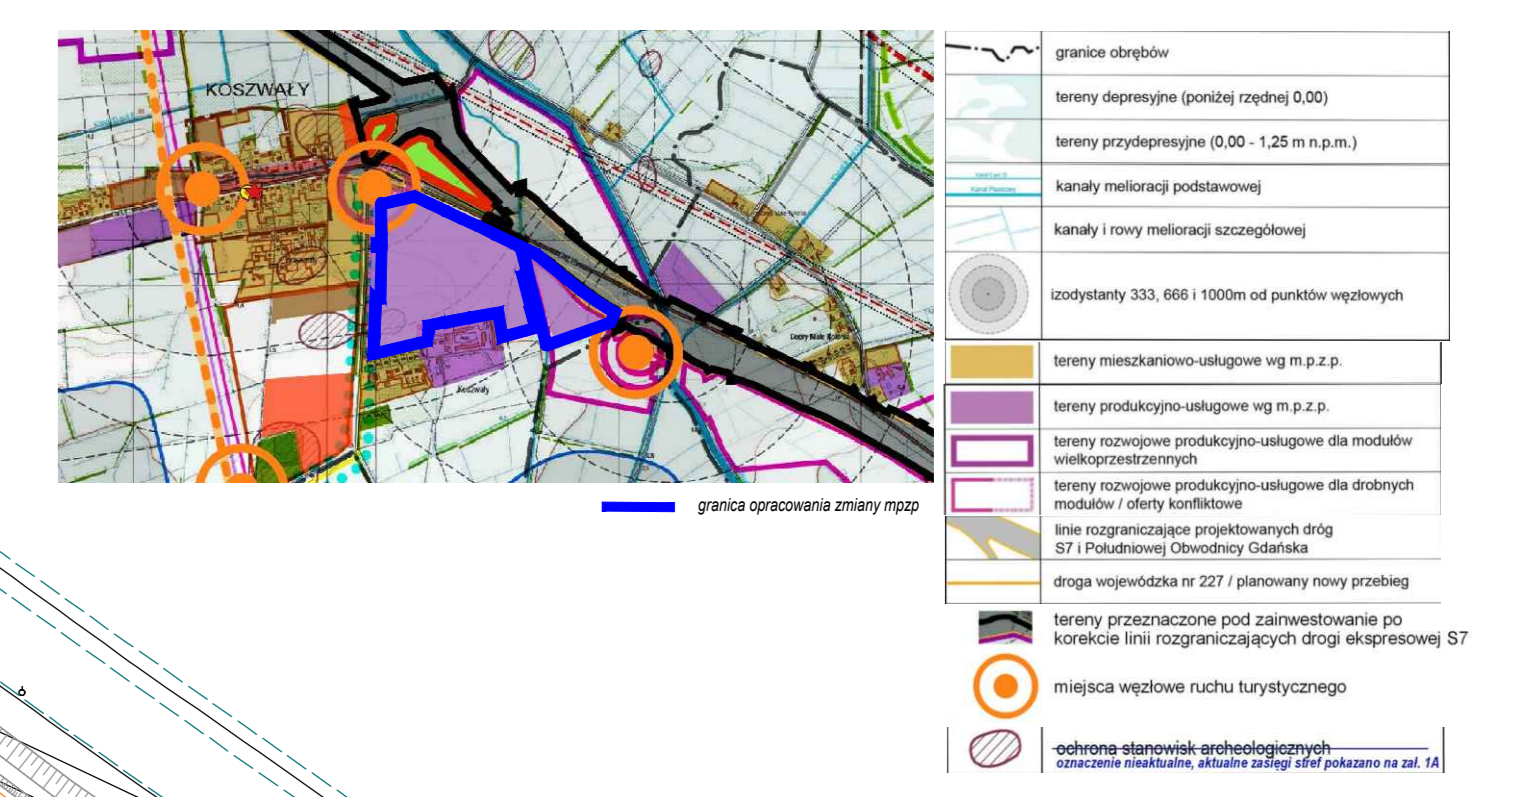 KOSZWAŁY
Koszwały
granica opracowania zmiany mpzp
granice obrębów
tereny depresyjne (poniżej rzędnej 0,00)
tereny przydepresyjne (0,00 - 1,25 m n.p.m.)
kanały melioracji podstawowej
kanały i rowy melioracji szczegółowej
izodystanty 333, 666 i 1000m od punktów węzłowych
tereny mieszkaniowo-usługowe wg m.p.z.p.
tereny produkcyjno-usługowe wg m.p.z.p.
tereny rozwojowe produkcyjno-usługowe dla modułów
wielkoprzestrzennych
tereny rozwojowe produkcyjno-usługowe dla drobnych
modułów / oferty konfliktowe
linie rozgraniczające projektowanych dróg
S7 i Południowej Obwodnicy Gdańska
droga wojewódzka nr 227 / planowany nowy przebieg
tereny przeznaczone pod zainwestowanie po
korekcie linii rozgraniczających drogi ekspresowej S7
miejsca węzłowe ruchu turystycznego
ochrona stanowisk archeologicznych
oznaczenie nieaktualne, aktualne zasięgi stref pokazano na zał. 1A